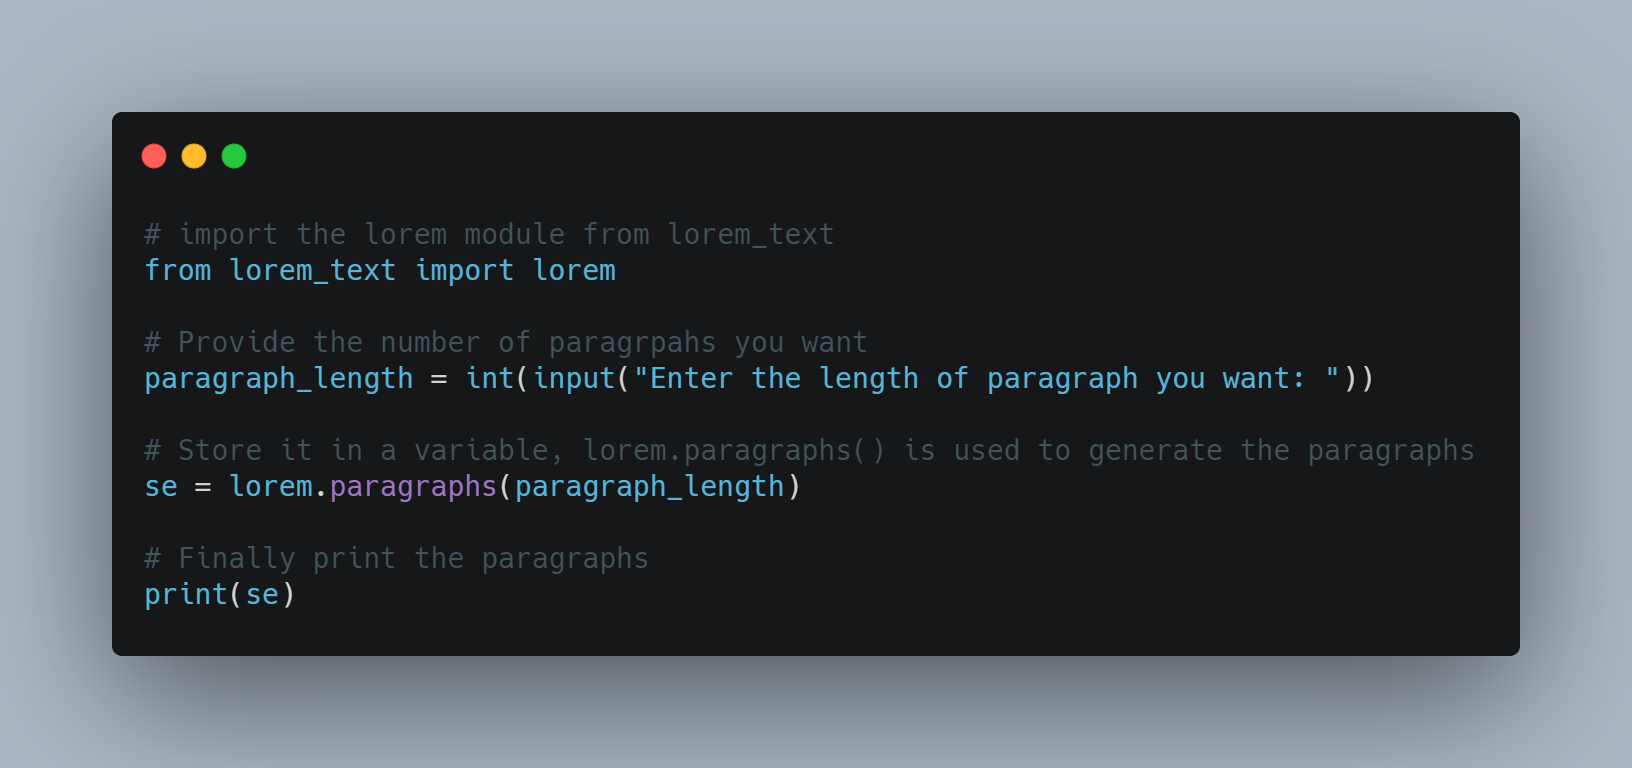 # import the lorem module from lorem_text
from lorem_text import lorem
# Provide the number of paragrpahs you want
paragraph_length = int(input("Enter the length of paragraph you want: "))
# Store it in a variable, lorem.paragraphs() is used to generate the paragraphs
se = lorem.paragraphs(paragraph_length)
# Finally print the paragraphs
print(se)